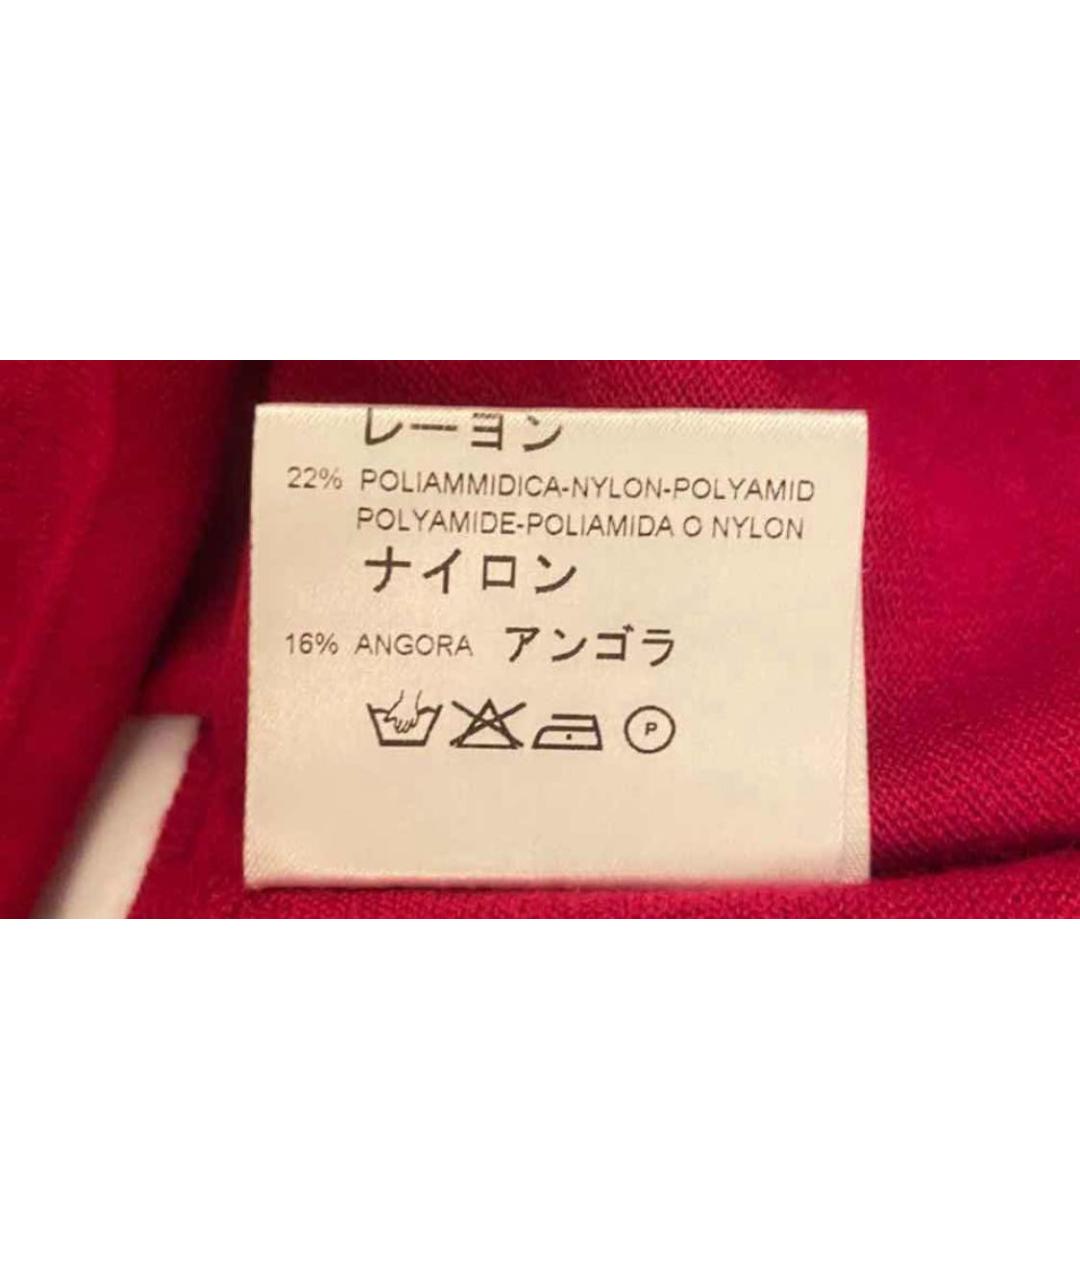 レーヨン
22% POLIAMMIDICA-NYLON-POLYAMID
POLYAMIDE-POLIAMIDA O NYLON
ナイロン
16% ANGORA アンゴラ
P